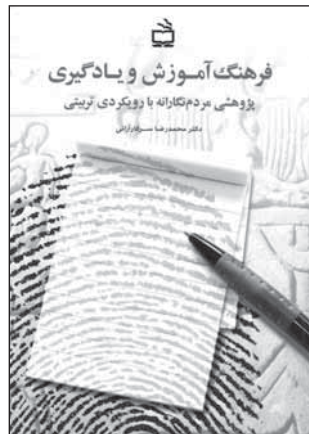 فرهنگ آموزش و یادگیری
پژوهشی مردم‌نگارانه با رویکردی تربیتی
دکتر محمدرضا سرکارآرانی